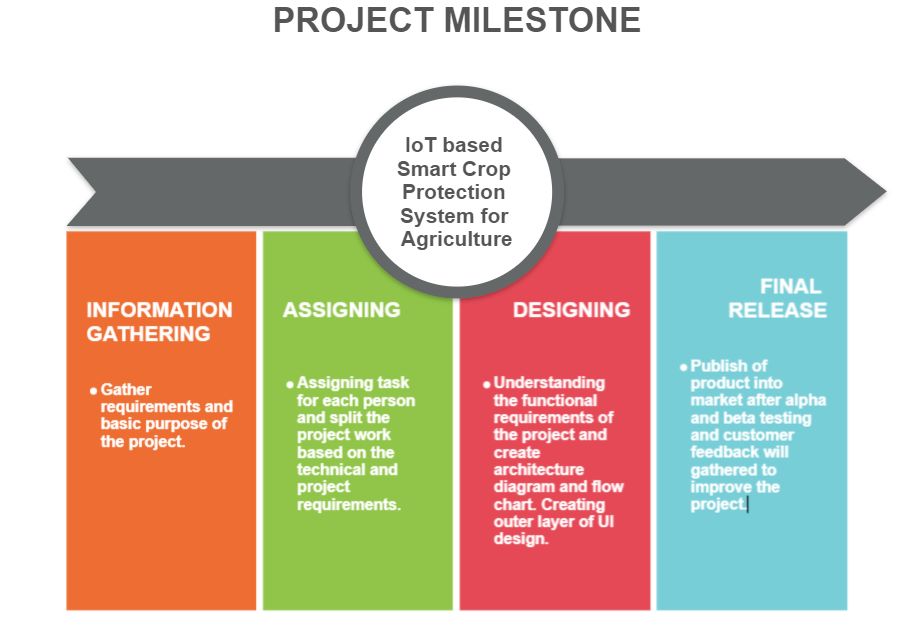 PROJECT MILESTONE
IoT based
Smart Crop
Protection
System for
Agriculture
INFORMATION
GATHERING
• Gather
requirements and
basic purpose of
the project.
ASSIGNING
• Assigning task
for each person
and split the
project work
based on the
technical and
project
requirements.
DESIGNING
• Understanding
the functional
requirements of
the project and
create
architecture
diagram and flow
chart. Creating
outer layer of UI
design.
FINAL
RELEASE
• Publish of
product into
market after alpha
and beta testing
and customer
feedback will
gathered to
improve the
project.